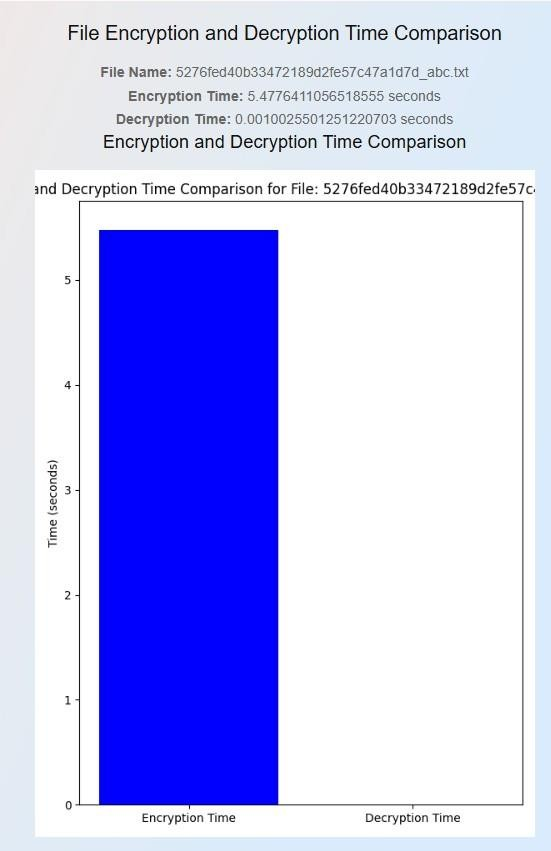 File Encryption and Decryption Time Comparison
File Name: 5276fed40b33472189d2fe57c47a1d7d_abc.txt
Encryption Time: 5.4776411056518555 seconds
Decryption Time: 0.0010025501251220703 seconds
Encryption and Decryption Time Comparison
and Decryption Time Comparison for File: 5276fed40b33472189d2fe57c4
5
4
3
2
1
0
Time (seconds)
Encryption Time
Decryption Time